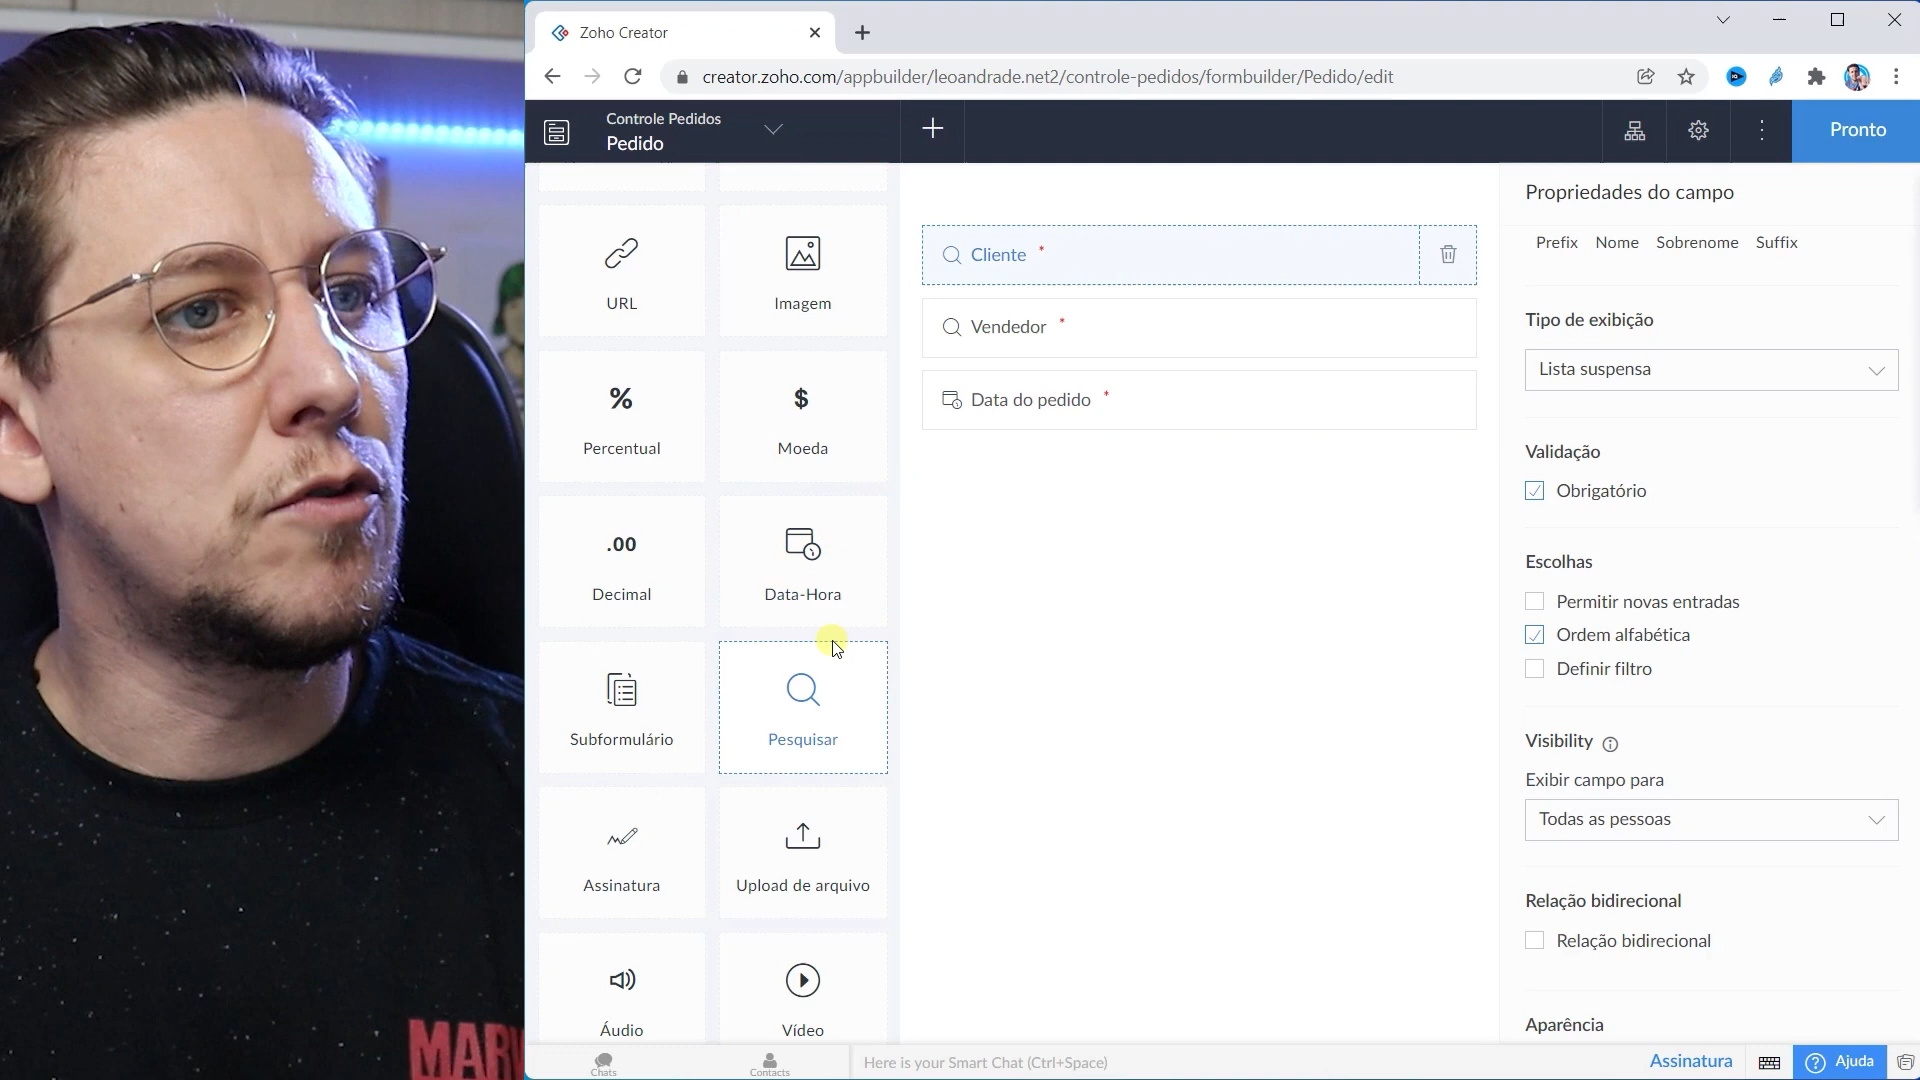 Zoho Creator
creator.zoho.com/appbuilder/leoandrade.net2/controle-pedidos/formbuilder/Pedido/edit
Controle Pedidos
Pedido
Pronto
URL
Imagem
%
Percentual
$
Moeda
.00
Decimal
Data-Hora
Subformulário
Pesquisar
Assinatura
Upload de arquivo
Áudio
Vídeo
Cliente *
Vendedor *
Data do pedido *
Propriedades do campo
Prefix Nome Sobrenome Suffix
Tipo de exibição
Lista suspensa
Validação
Obrigatório
Escolhas
Permitir novas entradas
Ordem alfabética
Definir filtro
Visibility
Exibir campo para
Todas as pessoas
Relação bidirecional
Relação bidirecional
Aparência
Chats
Contacts
Here is your Smart Chat (Ctrl+Space)
Assinatura
Ajuda